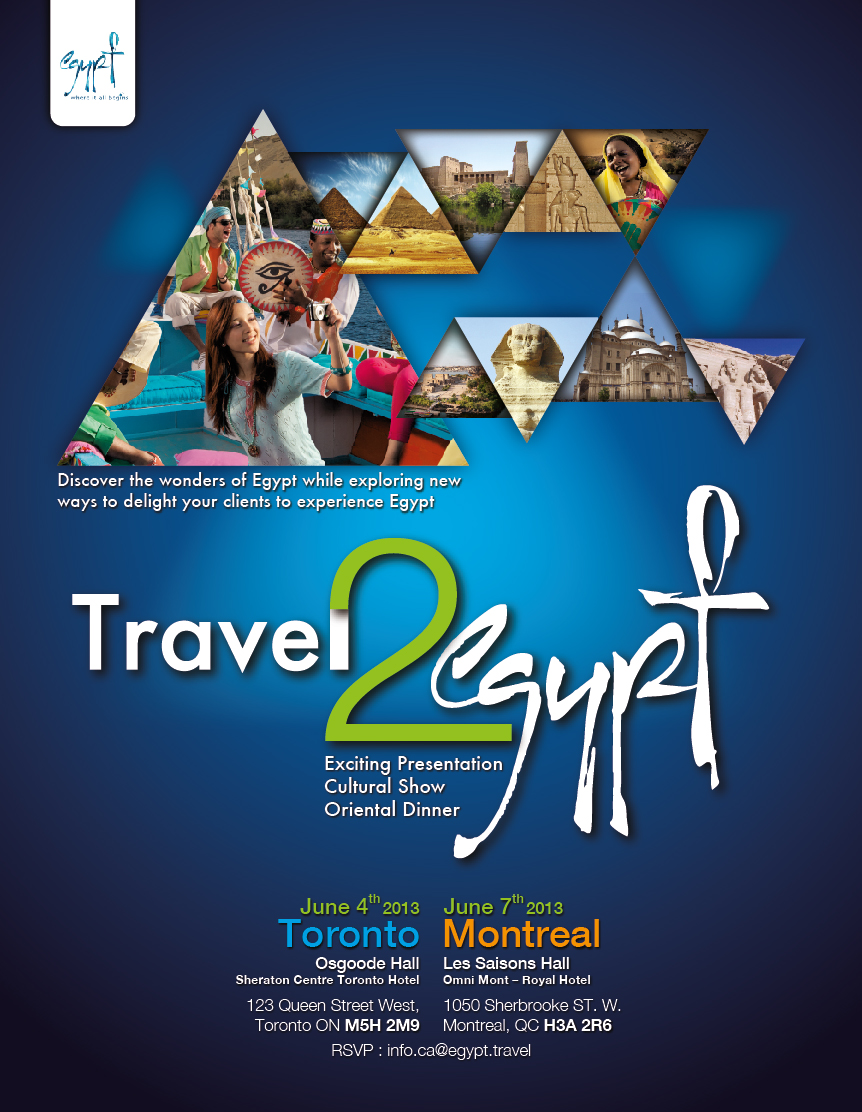 egypt
where it all begins
Discover the wonders of Egypt while exploring new
ways to delight your clients to experience Egypt
Travel2egypt
Exciting Presentation
Cultural Show
Oriental Dinner
June 4th 2013
Toronto
Osgoode Hall
Sheraton Centre Toronto Hotel
123 Queen Street West,
Toronto ON M5H 2M9
June 7th 2013
Montreal
Les Saisons Hall
Omni Mont – Royal Hotel
1050 Sherbrooke ST. W.
Montreal, QC H3A 2R6
RSVP : info.ca@egypt.travel